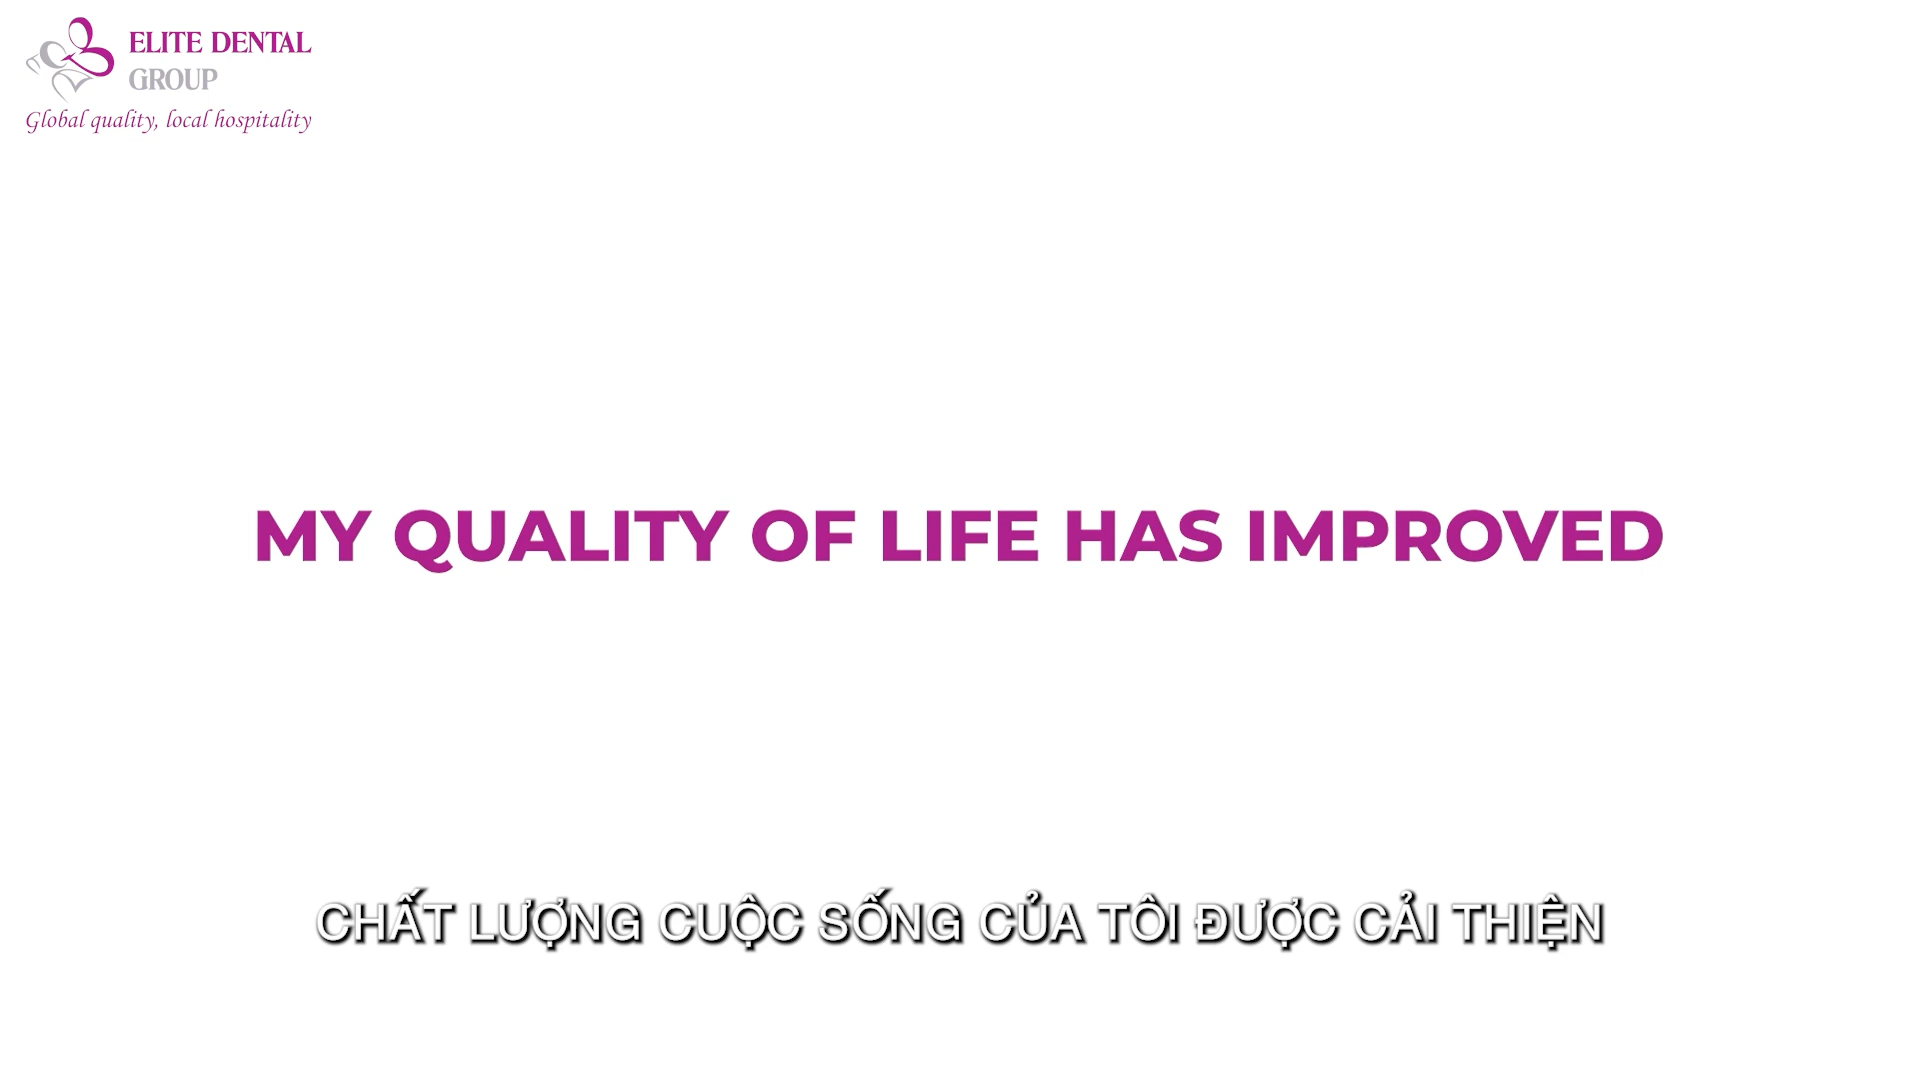 ELITE DENTAL
GROUP
Global quality, local hospitality
MY QUALITY OF LIFE HAS IMPROVED
CHẤT LƯỢNG CUỘC SỐNG CỦA TÔI ĐƯỢC CẢI THIỆN